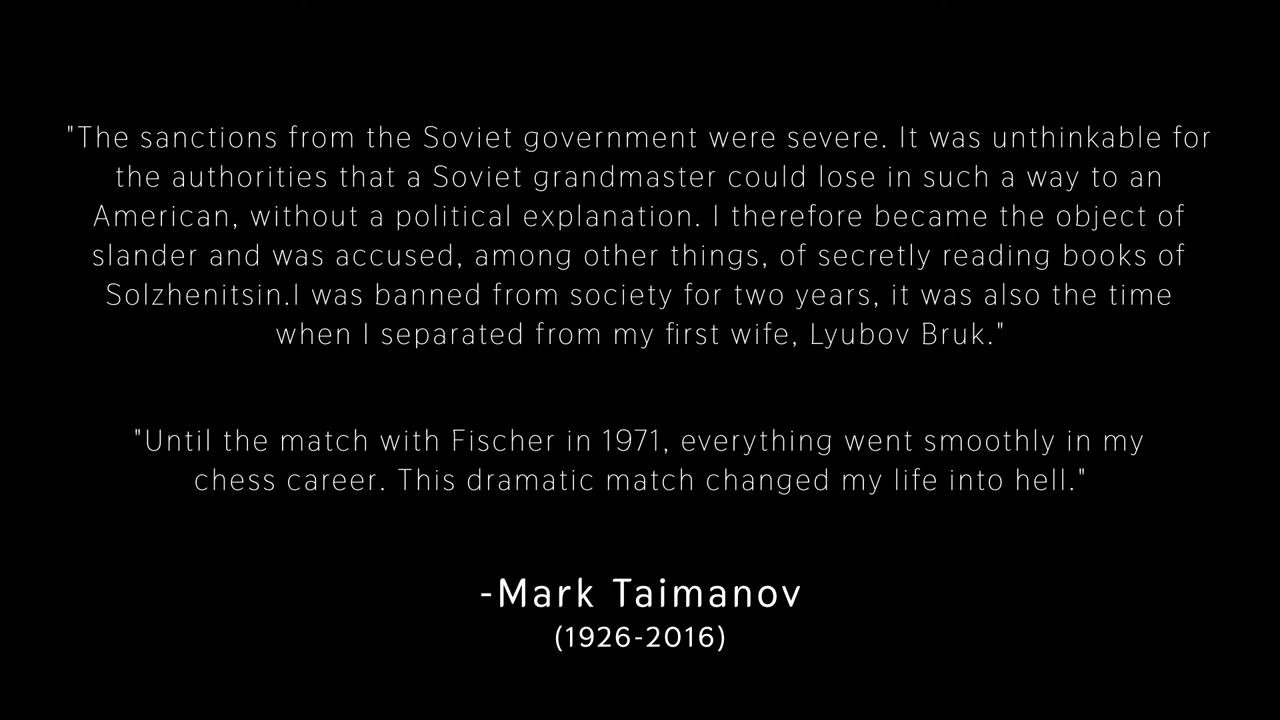 "The sanctions from the Soviet government were severe. It was unthinkable for
the authorities that a Soviet grandmaster could lose in such a way to an
American, without a political explanation. I therefore became the object of
slander and was accused, among other things, of secretly reading books of
Solzhenitsin.I was banned from society for two years, it was also the time
when I separated from my first wife, Lyubov Bruk."
"Until the match with Fischer in 1971, everything went smoothly in my
chess career. This dramatic match changed my life into hell."
-Mark Taimanov
(1926-2016)